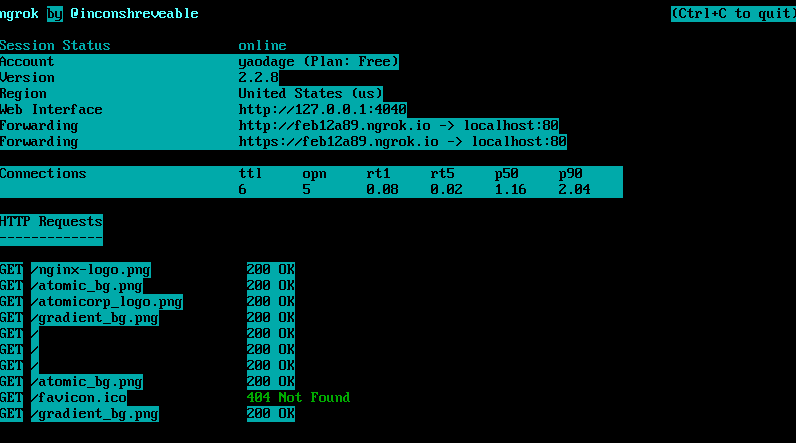 ngrok by @inconshreveable (Ctrl+C to quit)
Session Status online
Account yaodage (Plan: Free)
Version 2.2.8
Region United States (us)
Web Interface http://127.0.0.1:4040
Forwarding http://feb12a89.ngrok.io -> localhost:80
Forwarding https://feb12a89.ngrok.io -> localhost:80
Connections ttl opn rt1 rt5 p50 p90
6 5 0.08 0.02 1.16 2.04
HTTP Requests
-------------
GET /nginx-logo.png 200 OK
GET /atomic_bg.png 200 OK
GET /atomicorp_logo.png 200 OK
GET /gradient_bg.png 200 OK
GET / 200 OK
GET / 200 OK
GET / 200 OK
GET /atomic_bg.png 200 OK
GET /favicon.ico 404 Not Found
GET /gradient_bg.png 200 OK